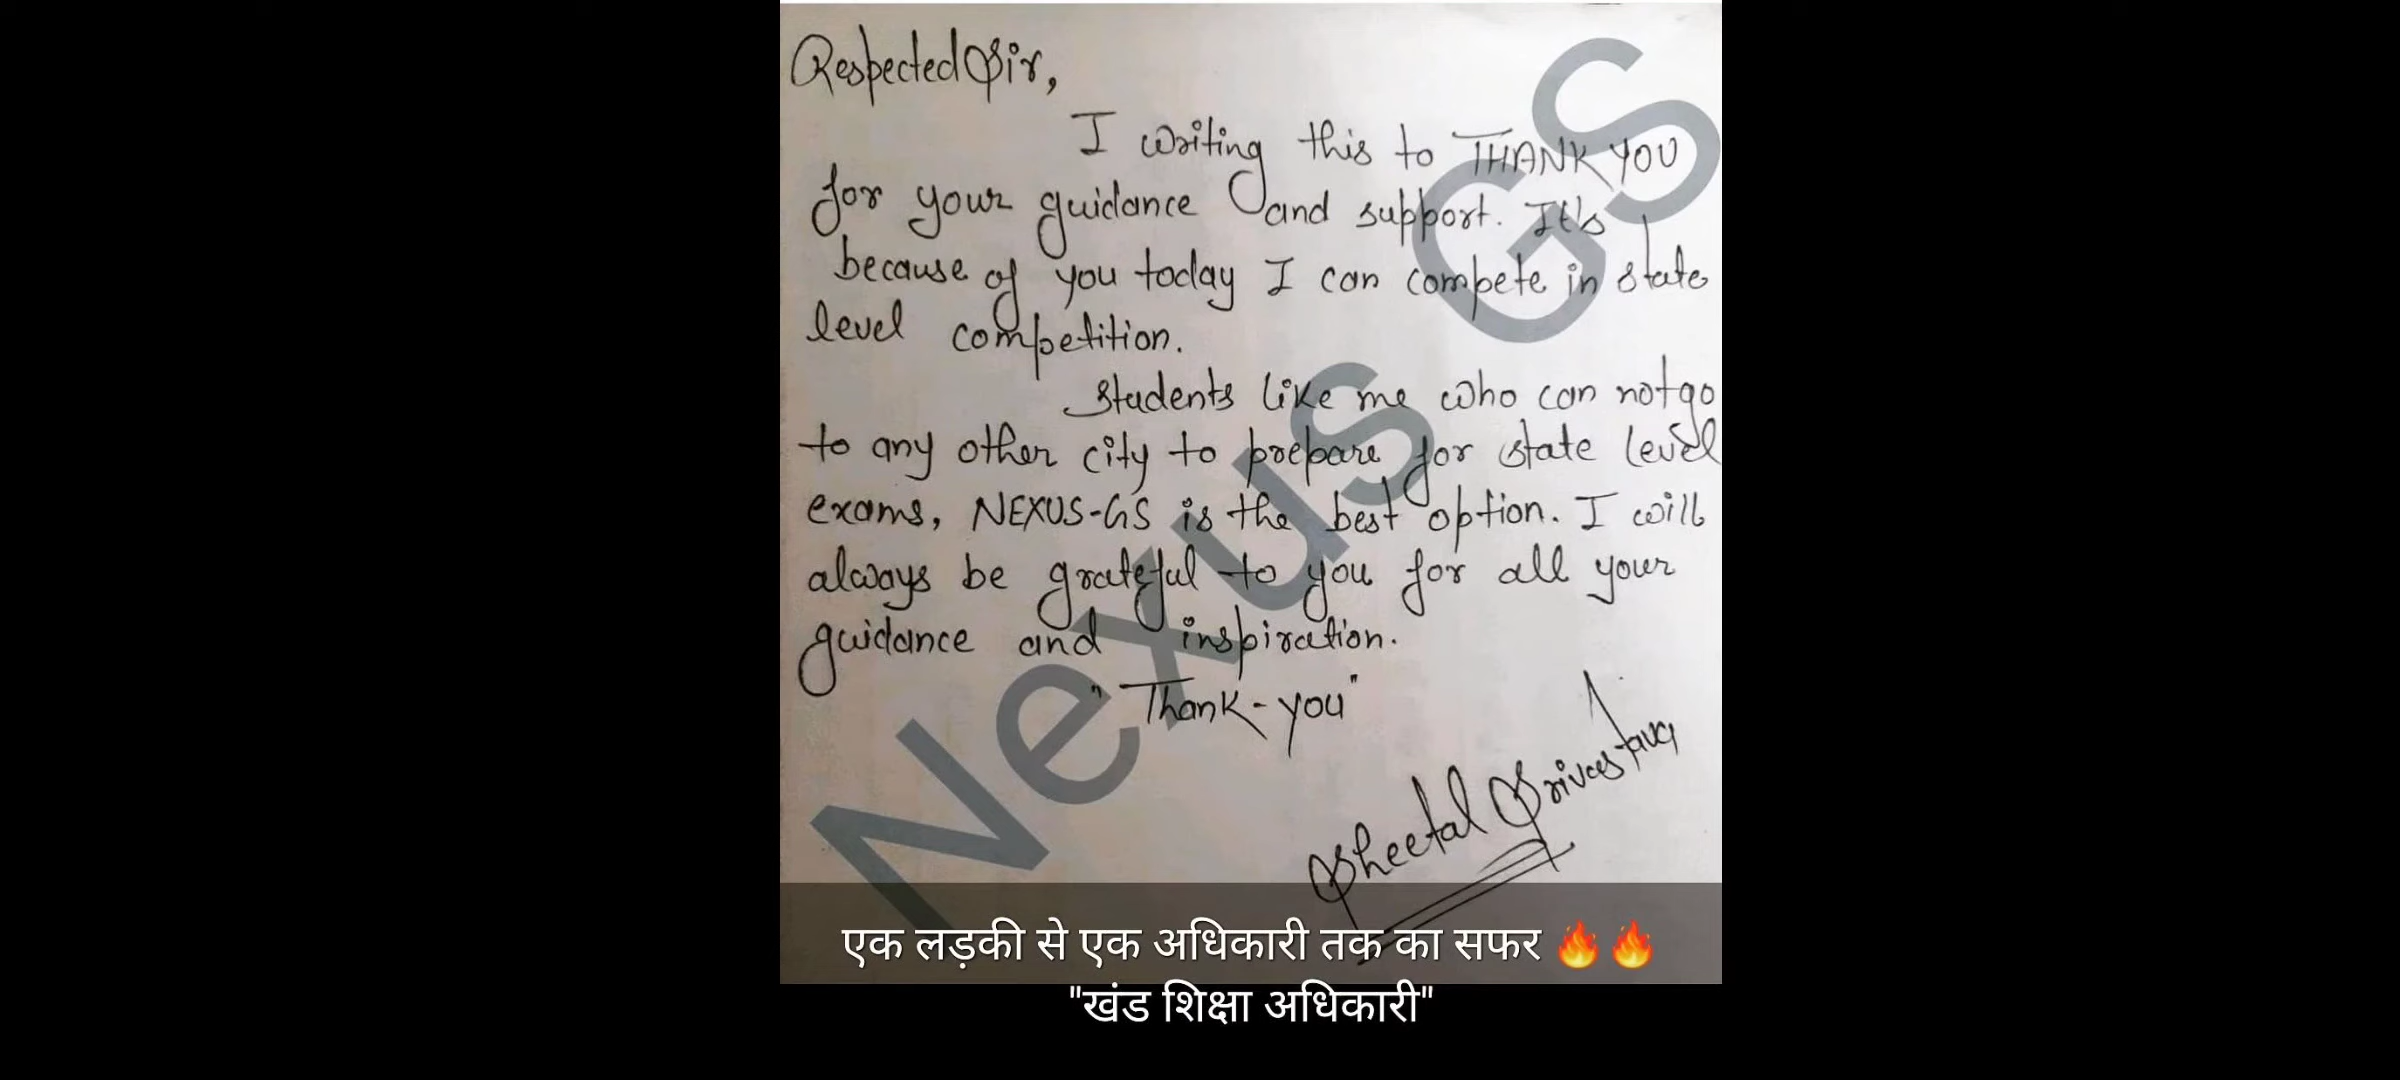 Respected Sir,
I writing this to THANK YOU
for your guidance and support. It's
because of you today I can compete in state
level competition.
Students like me who can not go
to any other city to prepare for state level
exams, NEXUS-GS is the best option. I will
always be grateful to you for all your
guidance and inspiration.
"Thank-you"
Sheetal Srivastava
Nexus GS
एक लड़की से एक अधिकारी तक का सफर 🔥🔥
"खंड शिक्षा अधिकारी"